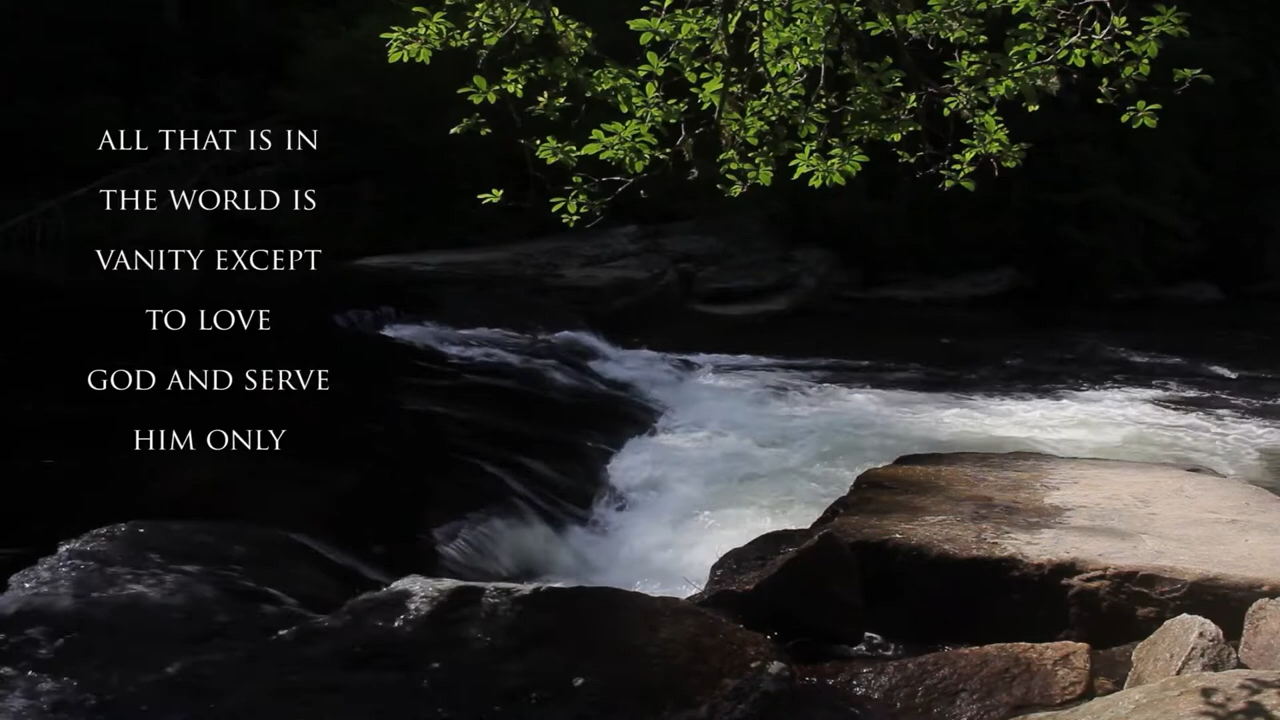 ALL THAT IS IN
THE WORLD IS
VANITY EXCEPT
TO LOVE
GOD AND SERVE
HIM ONLY